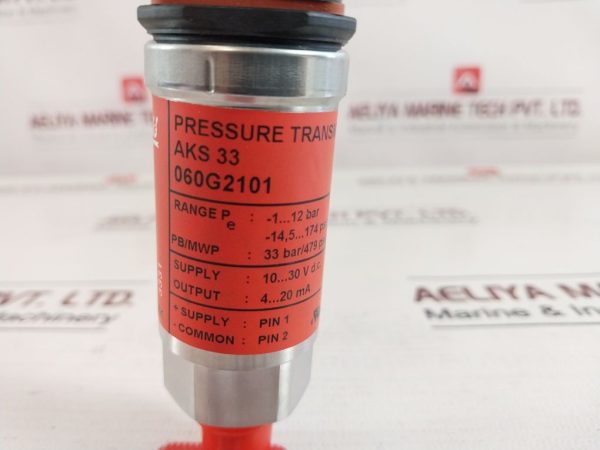 PRESSURE TRANS
AKS 33
060G2101
RANGE Pe : -1...12 bar
-14,5...174 p
PB/MWP : 33 bar/479 p
SUPPLY : 10...30 V d.c.
OUTPUT : 4...20 mA
+ SUPPLY : PIN 1
- COMMON : PIN 2
AELIYA MARINE TECH PVT. LTD.
PVT. LTD.
Machinery
AELIYA MAR
Marine & In